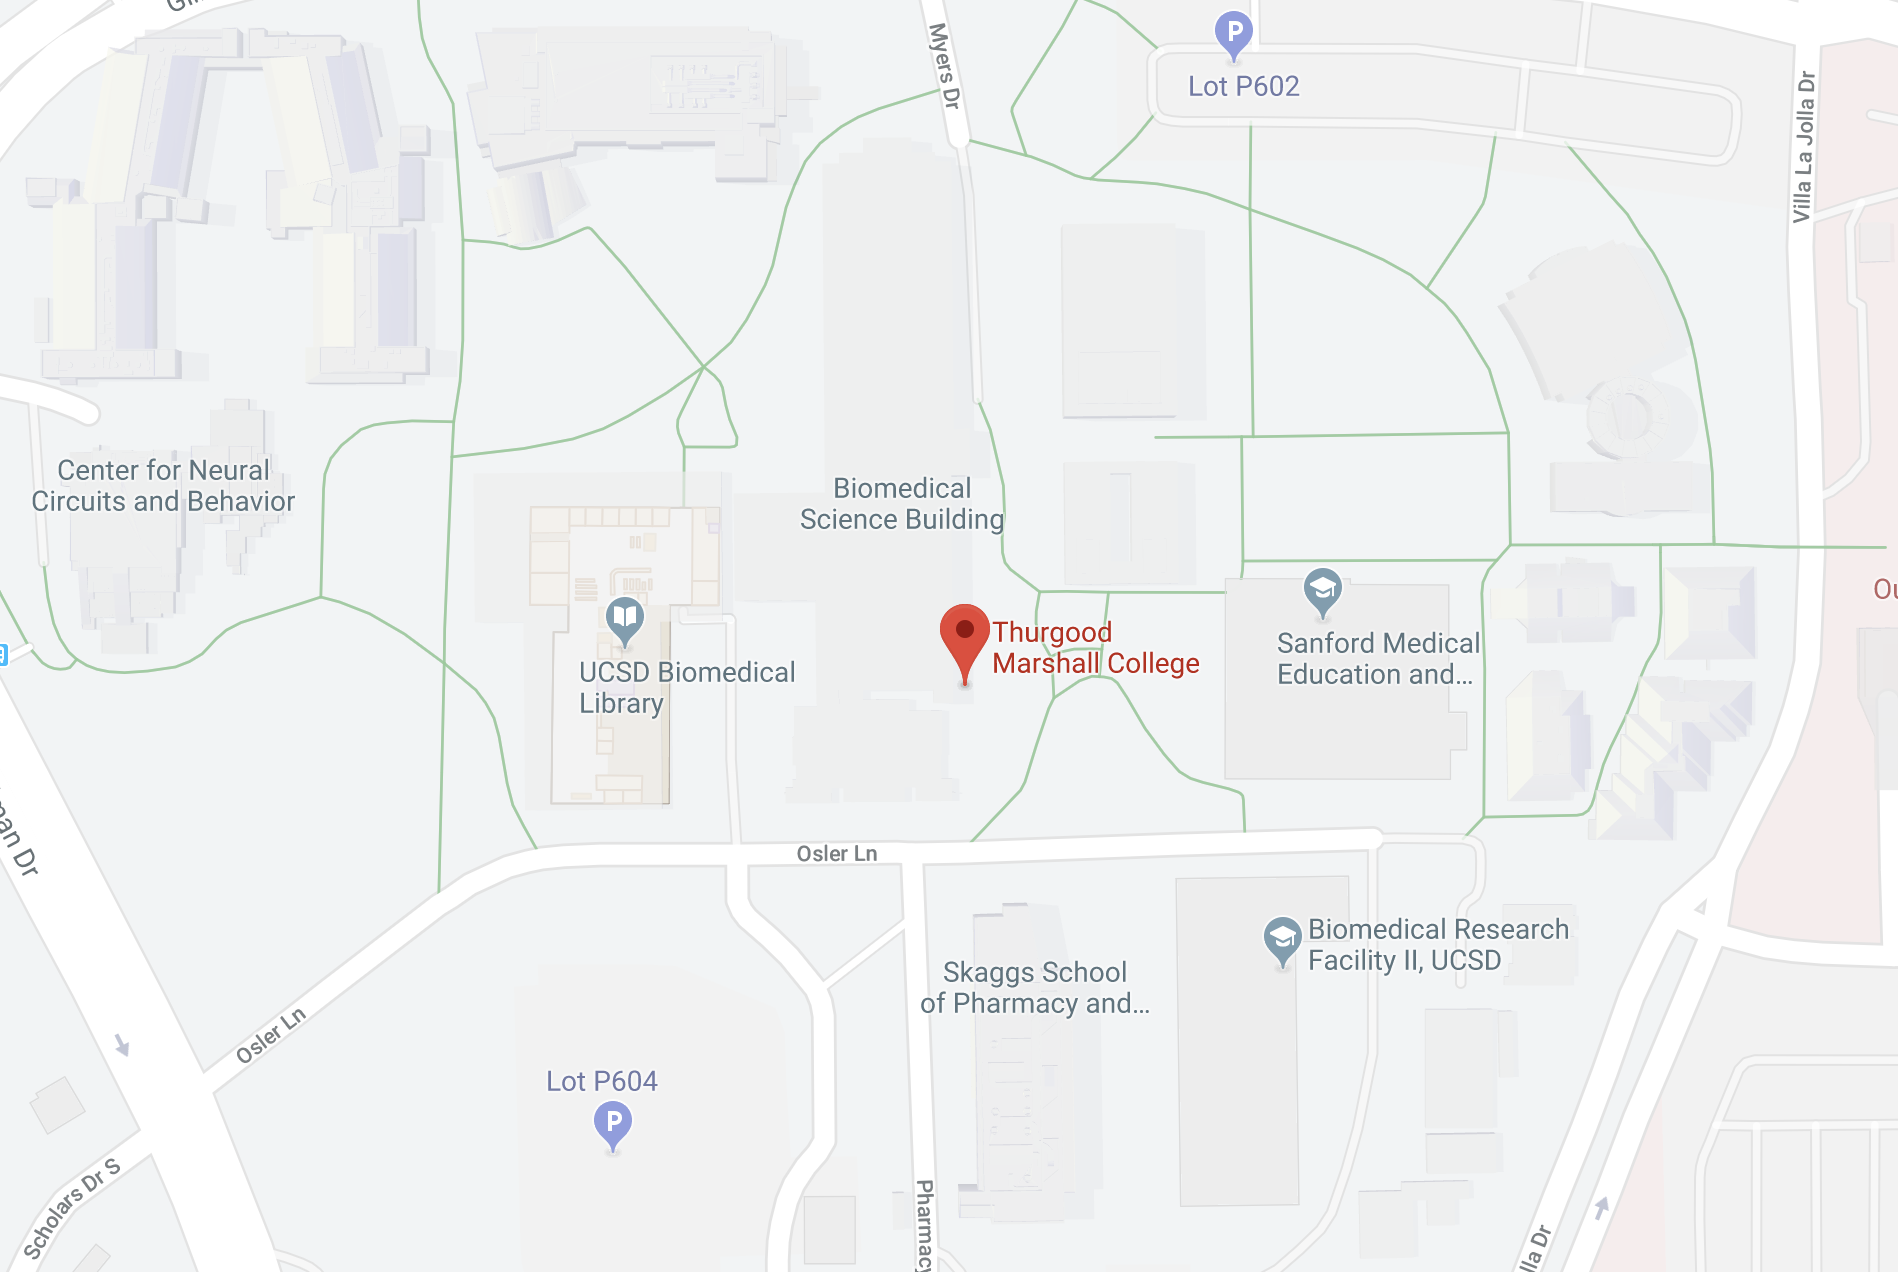 Myers Dr
P
Lot P602
Villa La Jolla Dr
Center for Neural
Circuits and Behavior
Biomedical
Science Building
Thurgood
Marshall College
UCSD Biomedical
Library
Sanford Medical
Education and...
Osler Ln
Biomedical Research
Facility II, UCSD
Skaggs School
of Pharmacy and...
Osler Ln
Lot P604
P
Scholars Dr S
Pharmacy